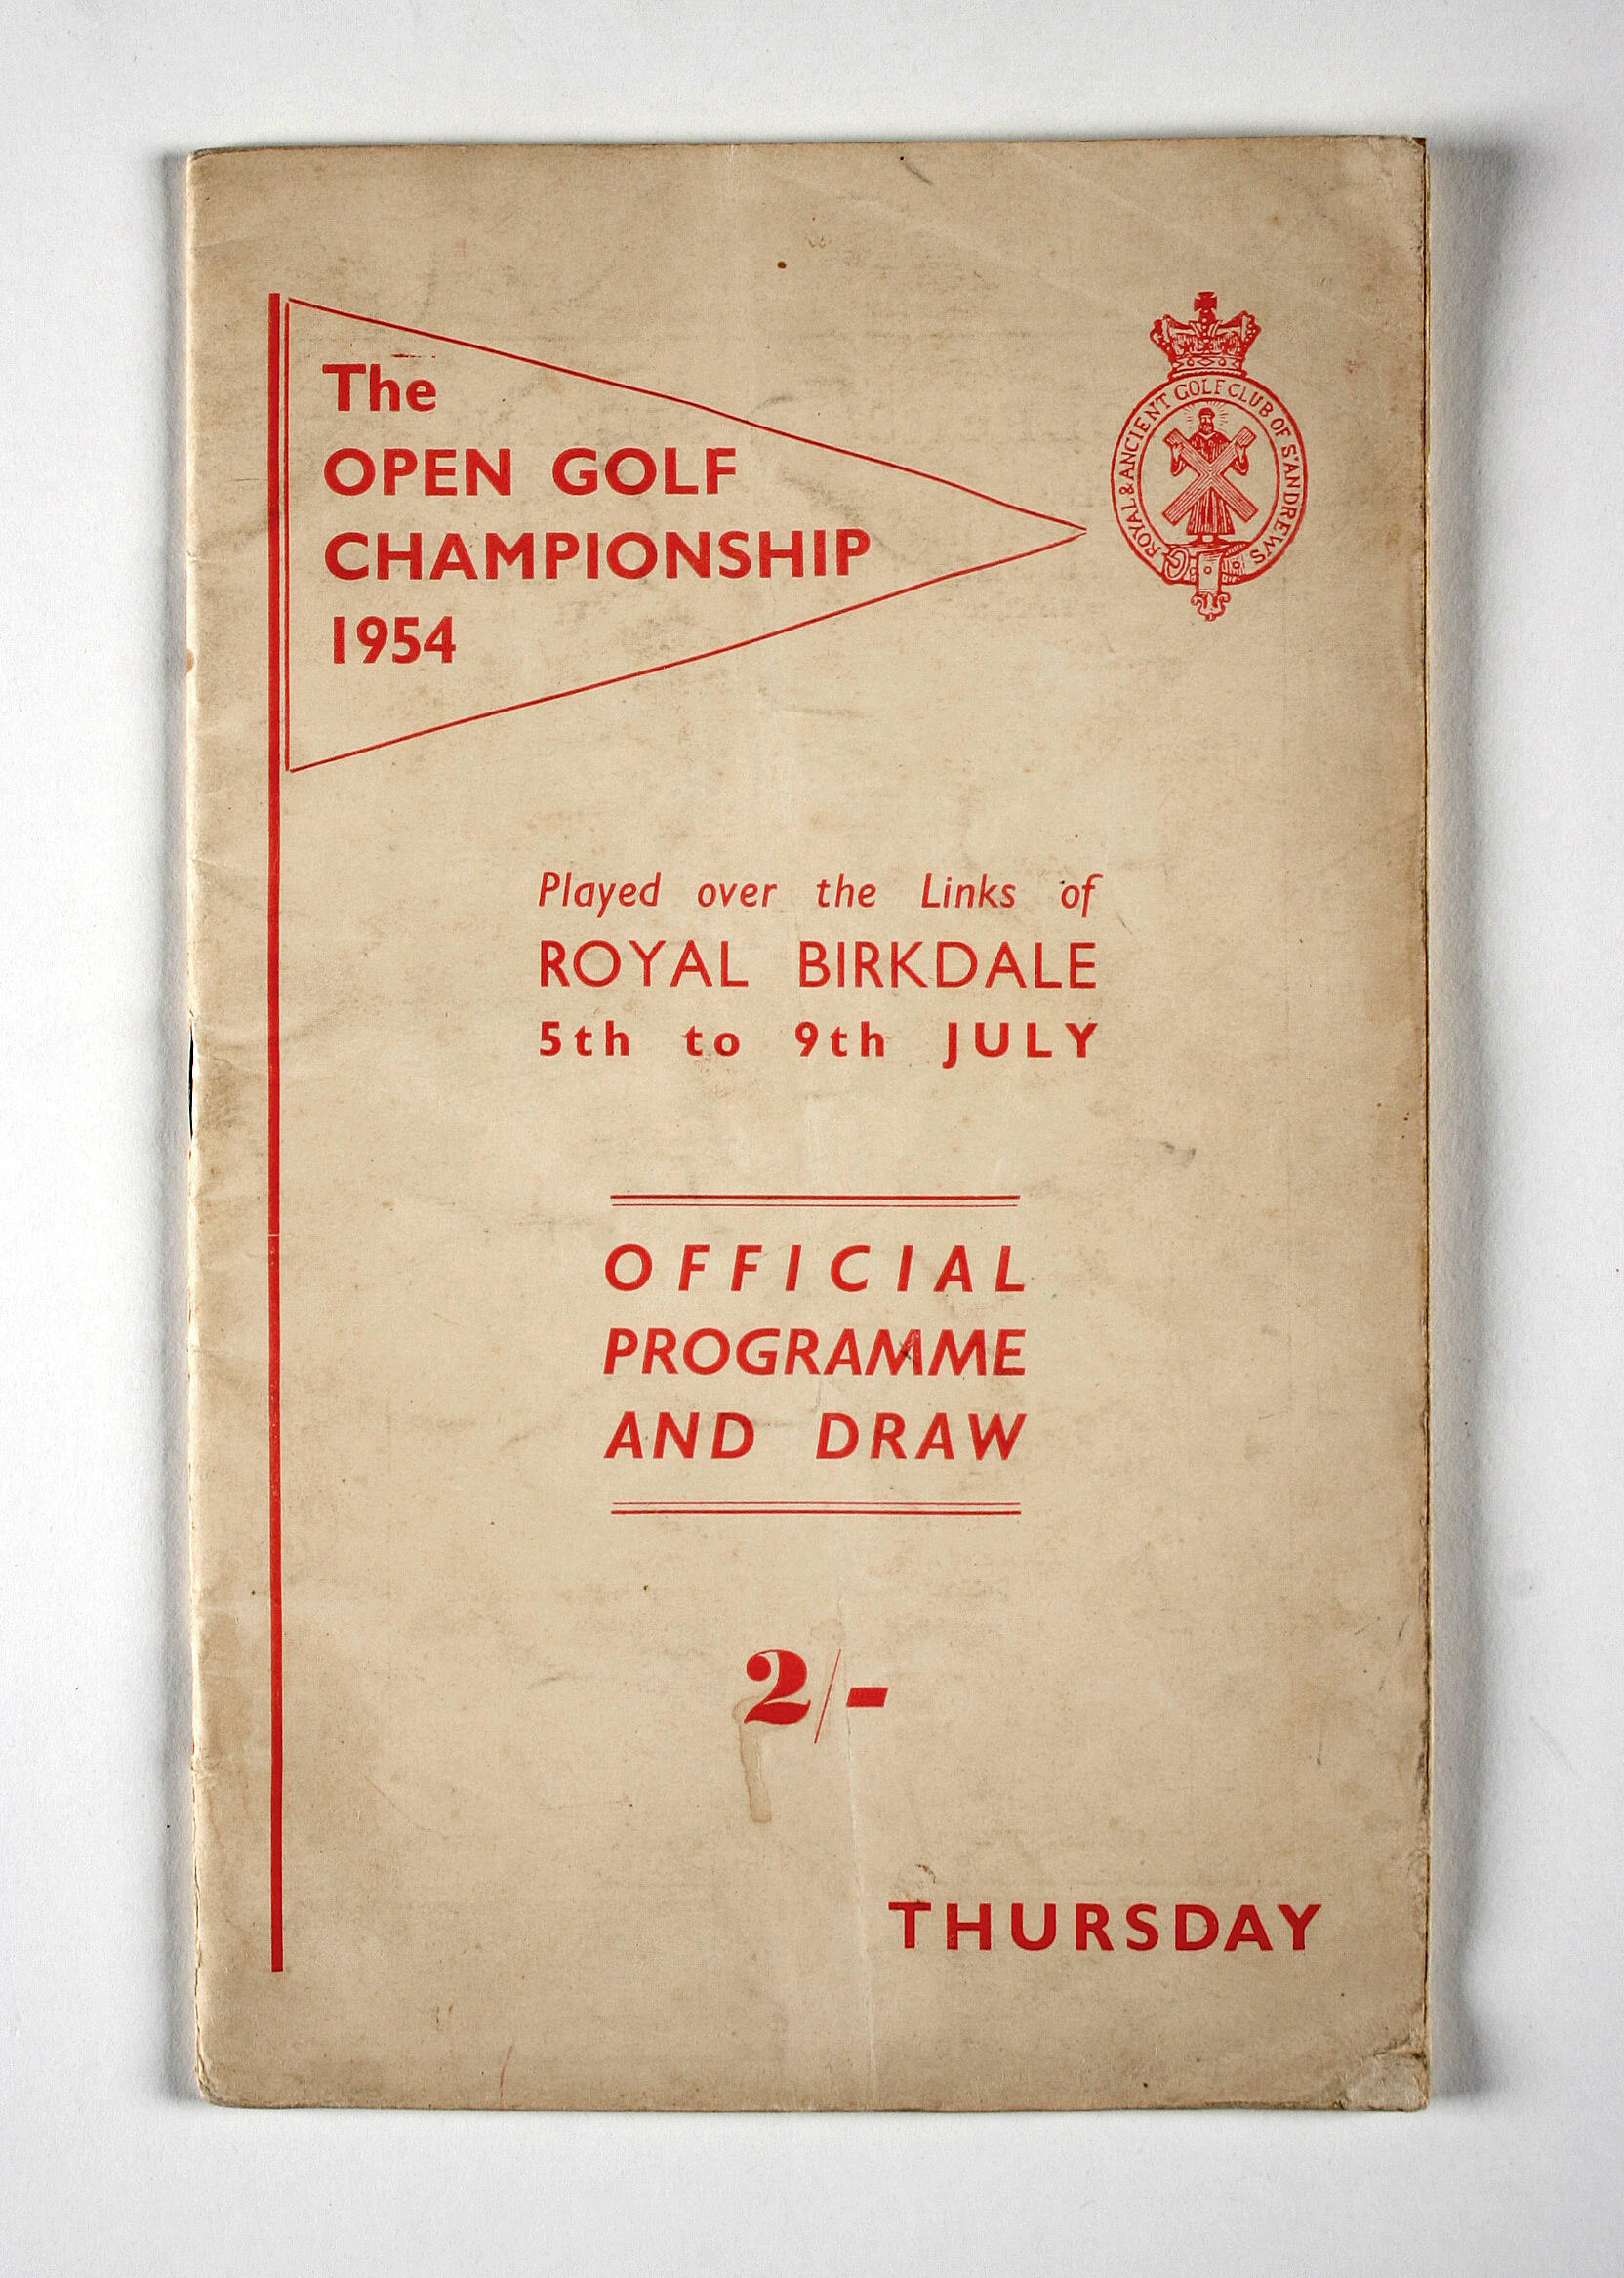 The
OPEN GOLF
CHAMPIONSHIP
1954
ROYAL & ANCIENT GOLF CLUB OF ST ANDREWS
Played over the Links of
ROYAL BIRKDALE
5th to 9th JULY
OFFICIAL
PROGRAMME
AND DRAW
2/-
THURSDAY